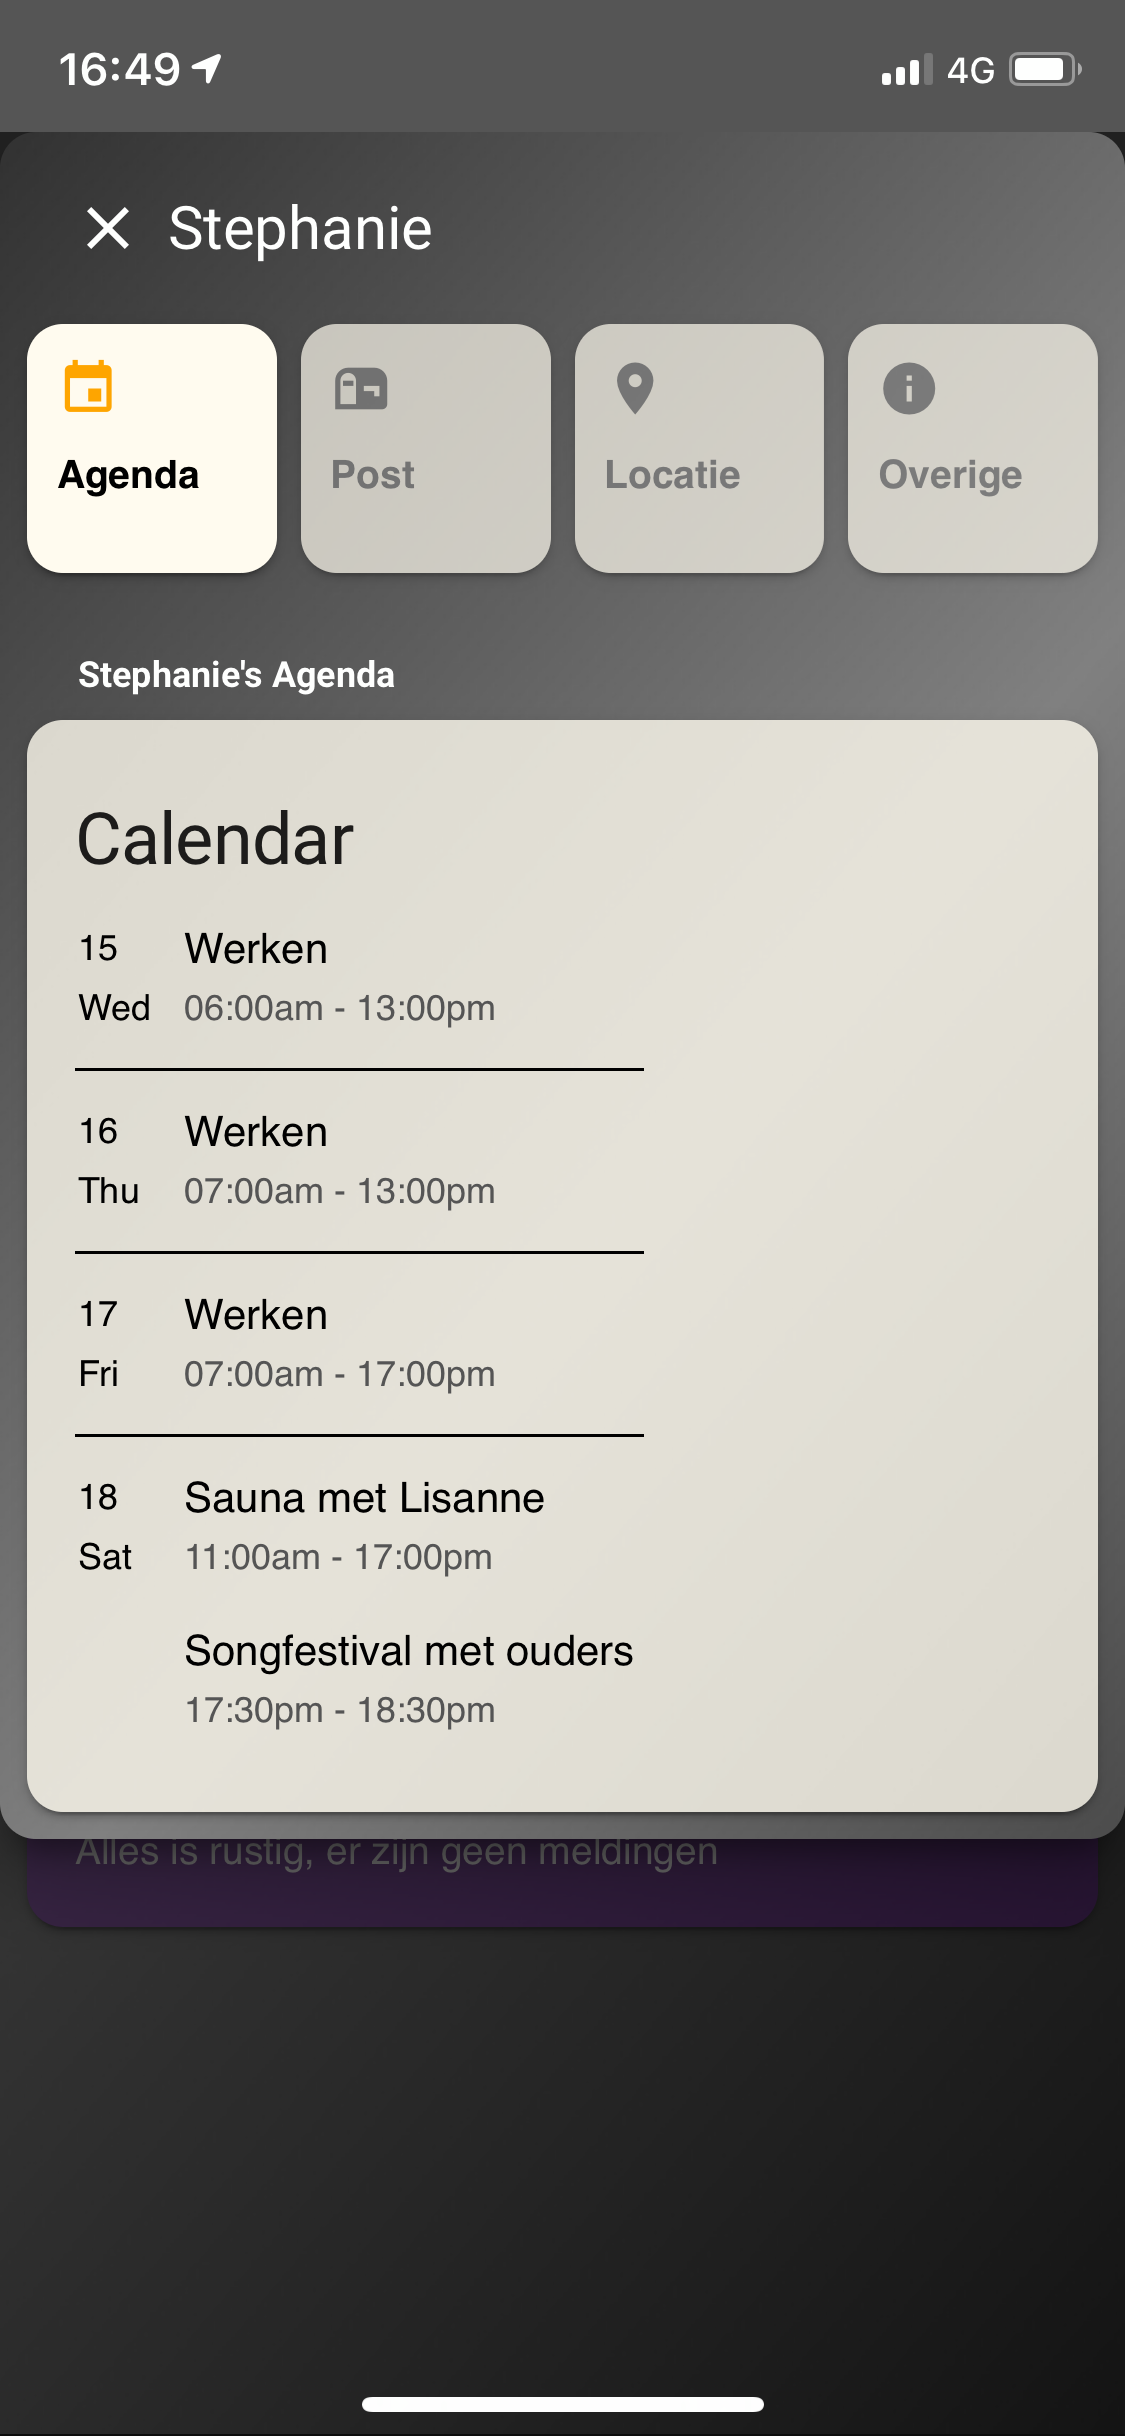 16:49
4G
Stephanie
Agenda
Post
Locatie
Overige
Stephanie's Agenda
Calendar
15 Werken
Wed 06:00am - 13:00pm
16 Werken
Thu 07:00am - 13:00pm
17 Werken
Fri 07:00am - 17:00pm
18 Sauna met Lisanne
Sat 11:00am - 17:00pm
Songfestival met ouders
17:30pm - 18:30pm
Alles is rustig, er zijn geen meldingen